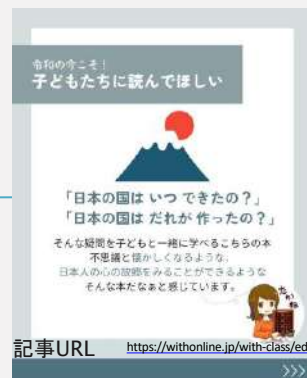 令和の今こそ！
子どもたちに読んでほしい
「日本の国は いつ できたの？」
「日本の国は だれが 作ったの？」
そんな疑問を子どもと一緒に学べるこちらの本
不思議と懐かしくなるような、
日本人の心の故郷をみることができるような
そんな本だなぁと感じています。
たかね
記事URL https://withonline.jp/with-class/ed
>>>